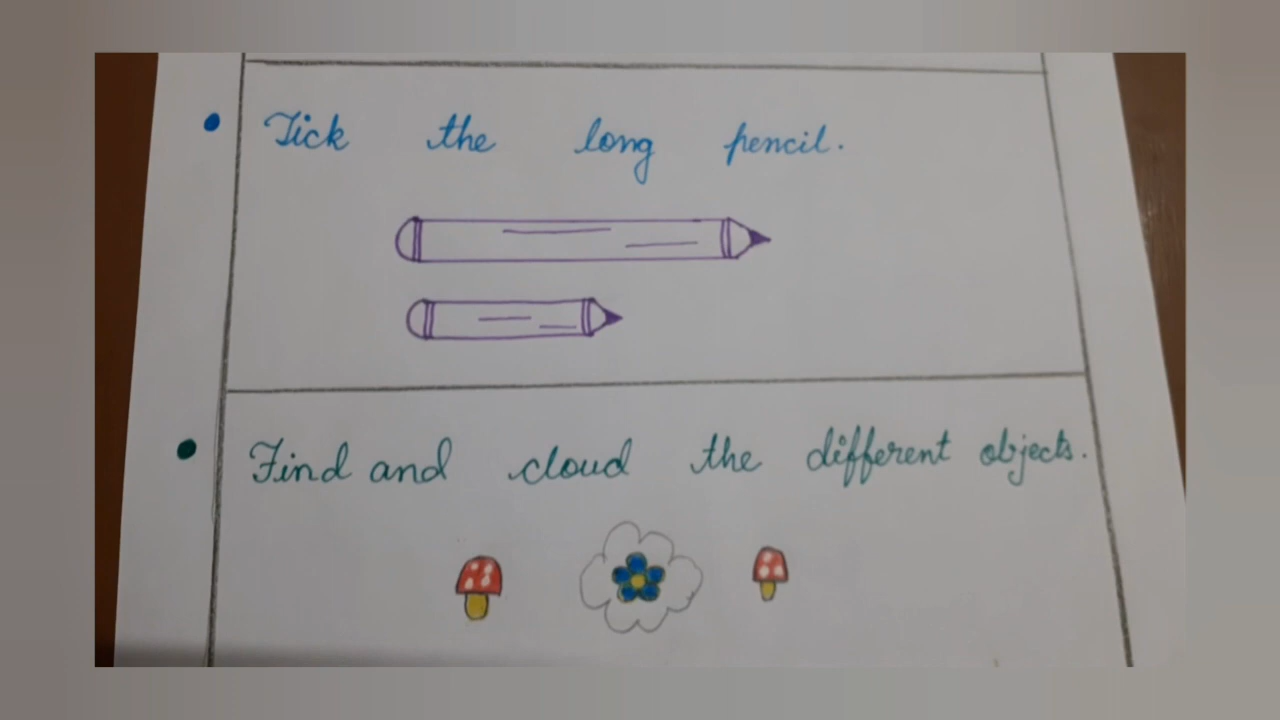 Tick the long pencil.
Find and cloud the different objects.